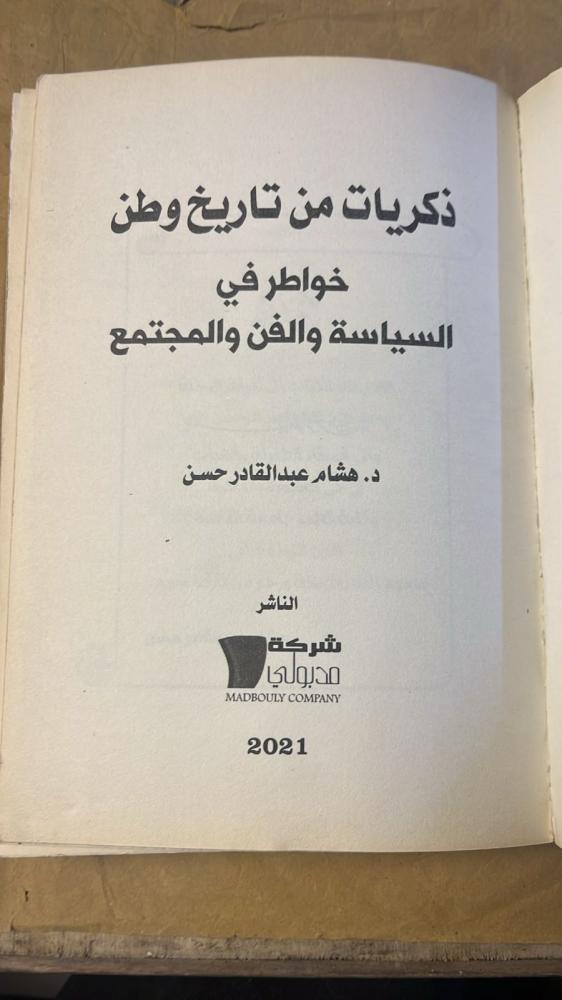 ذكريات من تاريخ وطن
خواطر في
السياسة والفن والمجتمع
د. هشام عبدالقادر حسن
الناشر
شركة
مدبولي
MADBOULY COMPANY
2021